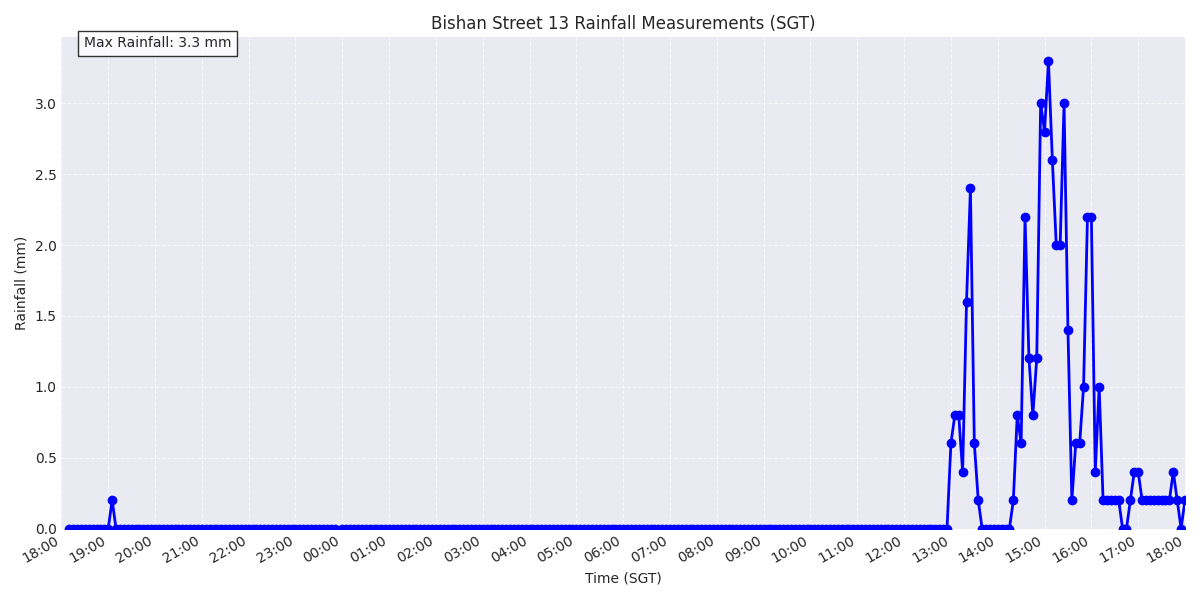 Bishan Street 13 Rainfall Measurements (SGT)
Max Rainfall: 3.3 mm
Rainfall (mm)
3.0
2.5
2.0
1.5
1.0
0.5
0.0
18:00 19:00 20:00 21:00 22:00 23:00 00:00 01:00 02:00 03:00 04:00 05:00 06:00 07:00 08:00 09:00 10:00 11:00 12:00 13:00 14:00 15:00 16:00 17:00 18:00
Time (SGT)